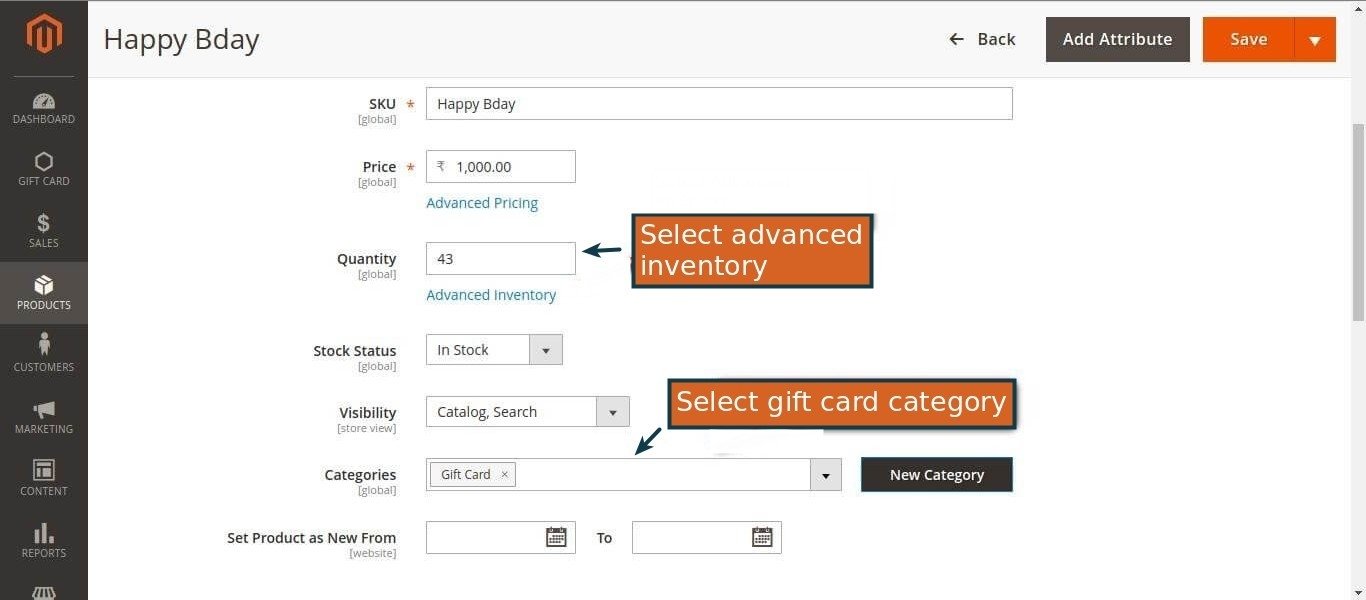 Happy Bday
Back
Add Attribute
Save
DASHBOARD
GIFT CARD
SALES
PRODUCTS
CUSTOMERS
MARKETING
CONTENT
REPORTS
SKU *
[global]
Happy Bday
Price *
[global]
₹ 1,000.00
Advanced Pricing
Quantity
[global]
43
Select advanced
inventory
Advanced Inventory
Stock Status
[global]
In Stock
Visibility
[store view]
Catalog, Search
Select gift card category
Categories
[global]
Gift Card ×
New Category
Set Product as New From
[website]
To